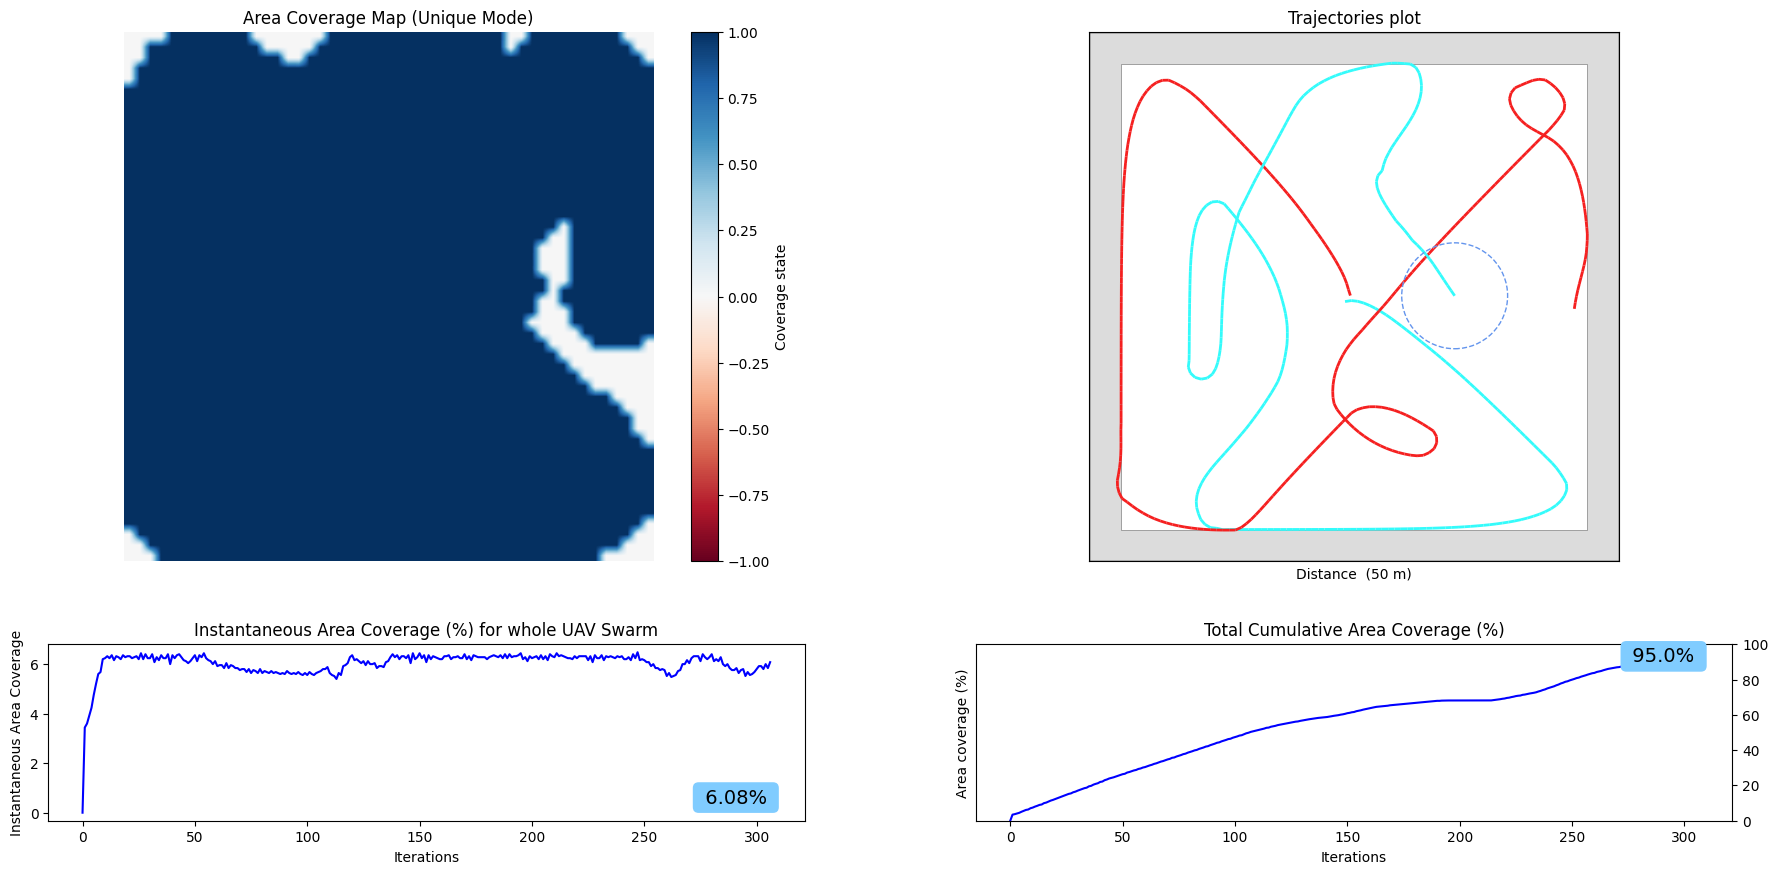 Area Coverage Map (Unique Mode)
1.00
0.75
0.50
0.25
0.00
−0.25
−0.50
−0.75
−1.00
Coverage state
Trajectories plot
Distance  (50 m)
Instantaneous Area Coverage (%) for whole UAV Swarm
Instantaneous Area Coverage
6
4
2
0
6.08%
0 50 100 150 200 250 300
Iterations
Total Cumulative Area Coverage (%)
Area coverage (%)
95.0%
100
80
60
40
20
0
0 50 100 150 200 250 300
Iterations